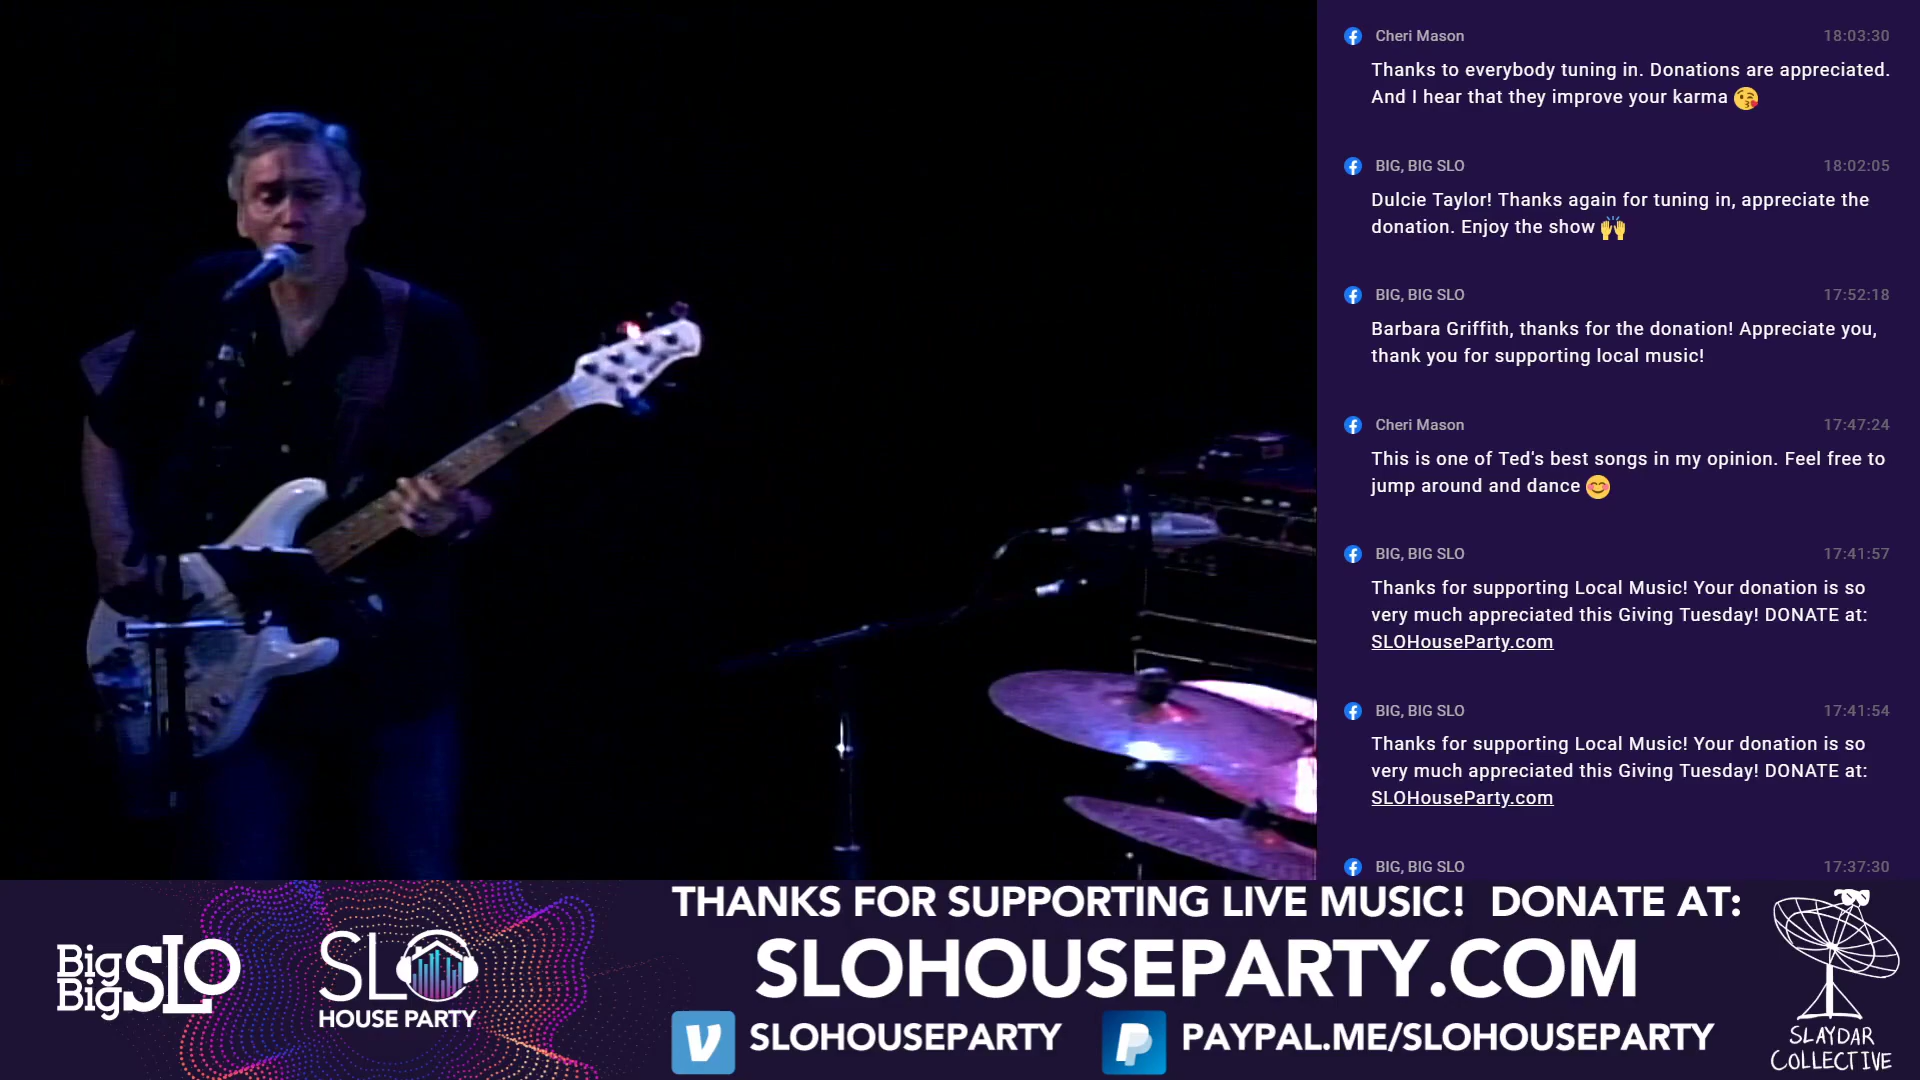 Cheri Mason 18:03:30
Thanks to everybody tuning in. Donations are appreciated.
And I hear that they improve your karma 😘
BIG, BIG SLO 18:02:05
Dulcie Taylor! Thanks again for tuning in, appreciate the
donation. Enjoy the show 🙌
BIG, BIG SLO 17:52:18
Barbara Griffith, thanks for the donation! Appreciate you,
thank you for supporting local music!
Cheri Mason 17:47:24
This is one of Ted's best songs in my opinion. Feel free to
jump around and dance 😊
BIG, BIG SLO 17:41:57
Thanks for supporting Local Music! Your donation is so
very much appreciated this Giving Tuesday! DONATE at:
SLOHouseParty.com
BIG, BIG SLO 17:41:54
Thanks for supporting Local Music! Your donation is so
very much appreciated this Giving Tuesday! DONATE at:
SLOHouseParty.com
BIG, BIG SLO 17:37:30
Big
Big SLO
SLO
HOUSE PARTY
THANKS FOR SUPPORTING LIVE MUSIC! DONATE AT:
SLOHOUSEPARTY.COM
SLOHOUSEPARTY
PAYPAL.ME/SLOHOUSEPARTY
SLAYDAR
COLLECTIVE